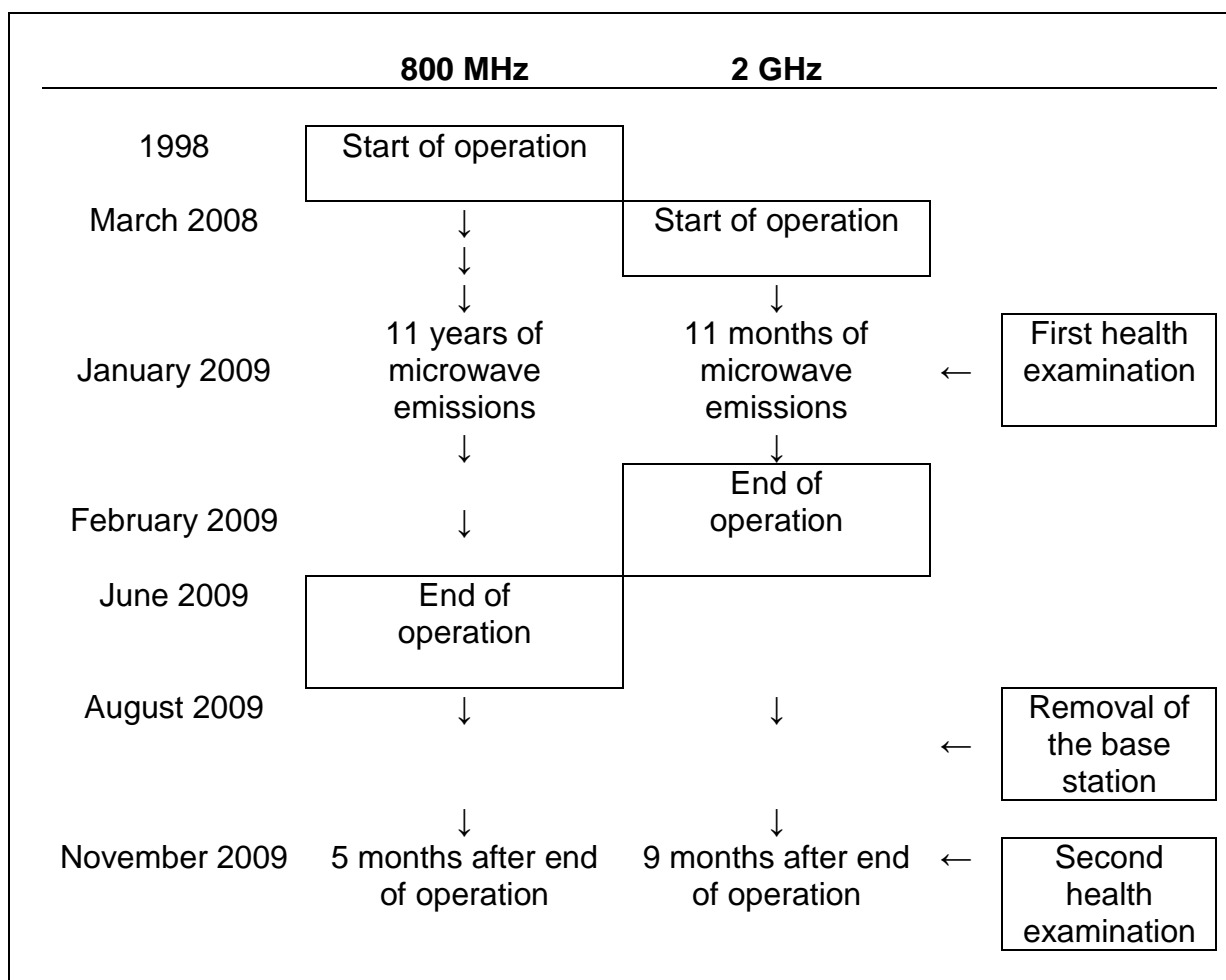 800 MHz 2 GHz
1998 Start of operation
March 2008 ↓ Start of operation
↓
↓ ↓
11 years of 11 months of First health
January 2009 microwave microwave ← examination
emissions emissions
↓ ↓
End of
February 2009 ↓ operation
June 2009 End of
operation
August 2009 ↓ ↓ Removal of
← the base
station
↓ ↓
November 2009 5 months after end 9 months after end ← Second
of operation of operation health
examination